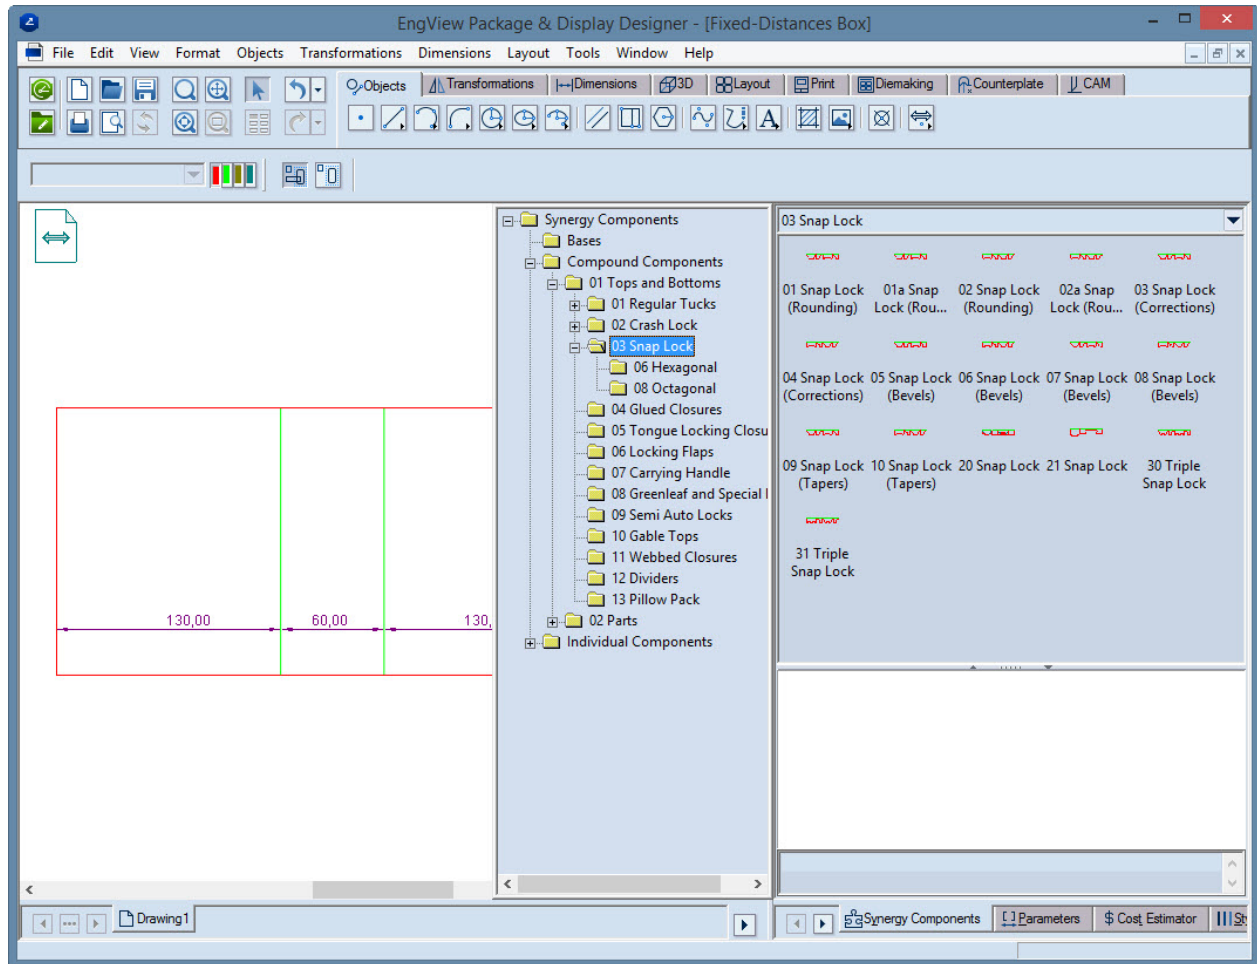 EngView Package & Display Designer - [Fixed-Distances Box]
File Edit View Format Objects Transformations Dimensions Layout Tools Window Help
Objects Transformations Dimensions 3D Layout Print Diemaking Counterplate CAM
Synergy Components
Bases
Compound Components
01 Tops and Bottoms
01 Regular Tucks
02 Crash Lock
03 Snap Lock
06 Hexagonal
08 Octagonal
04 Glued Closures
05 Tongue Locking Closu
06 Locking Flaps
07 Carrying Handle
08 Greenleaf and Special
09 Semi Auto Locks
10 Gable Tops
11 Webbed Closures
12 Dividers
13 Pillow Pack
02 Parts
Individual Components
130,00 60,00 130,
03 Snap Lock
01 Snap Lock 01a Snap 02 Snap Lock 02a Snap 03 Snap Lock
(Rounding) Lock (Rou... (Rounding) Lock (Rou... (Corrections)
04 Snap Lock 05 Snap Lock 06 Snap Lock 07 Snap Lock 08 Snap Lock
(Corrections) (Bevels) (Bevels) (Bevels) (Bevels)
09 Snap Lock 10 Snap Lock 20 Snap Lock 21 Snap Lock 30 Triple
(Tapers) (Tapers) Snap Lock
31 Triple
Snap Lock
Drawing1
Synergy Components Parameters $ Cost Estimator St